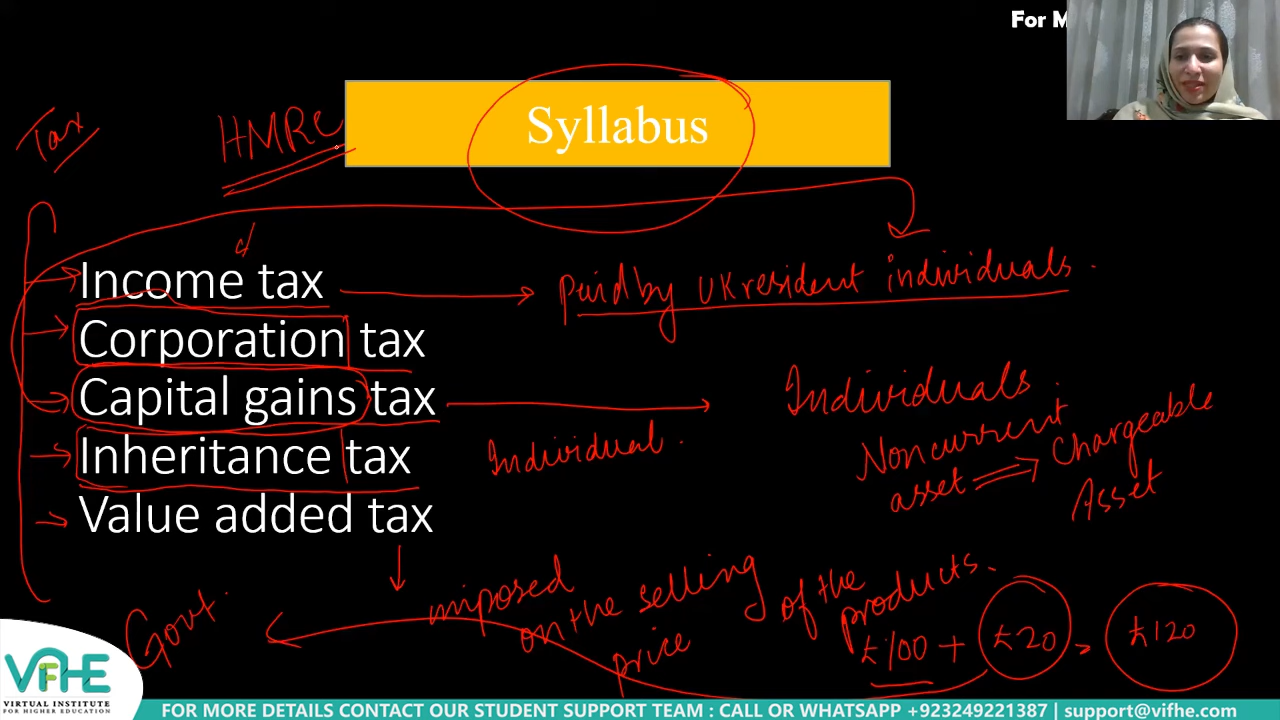 For M
Syllabus
Tax
HMRC
Income tax
Paid by UK resident individuals.
Corporation tax
Capital gains tax
Individuals.
Noncurrent asset
Chargeable Asset
Inheritance tax
Individual.
Value added tax
imposed on the selling price of the products.
£100 + £20 = £120
Govt.
VIFHE
VIRTUAL INSTITUTE
FOR HIGHER EDUCATION
FOR MORE DETAILS CONTACT OUR STUDENT SUPPORT TEAM : CALL OR WHATSAPP +923249221387 | support@vifhe.com